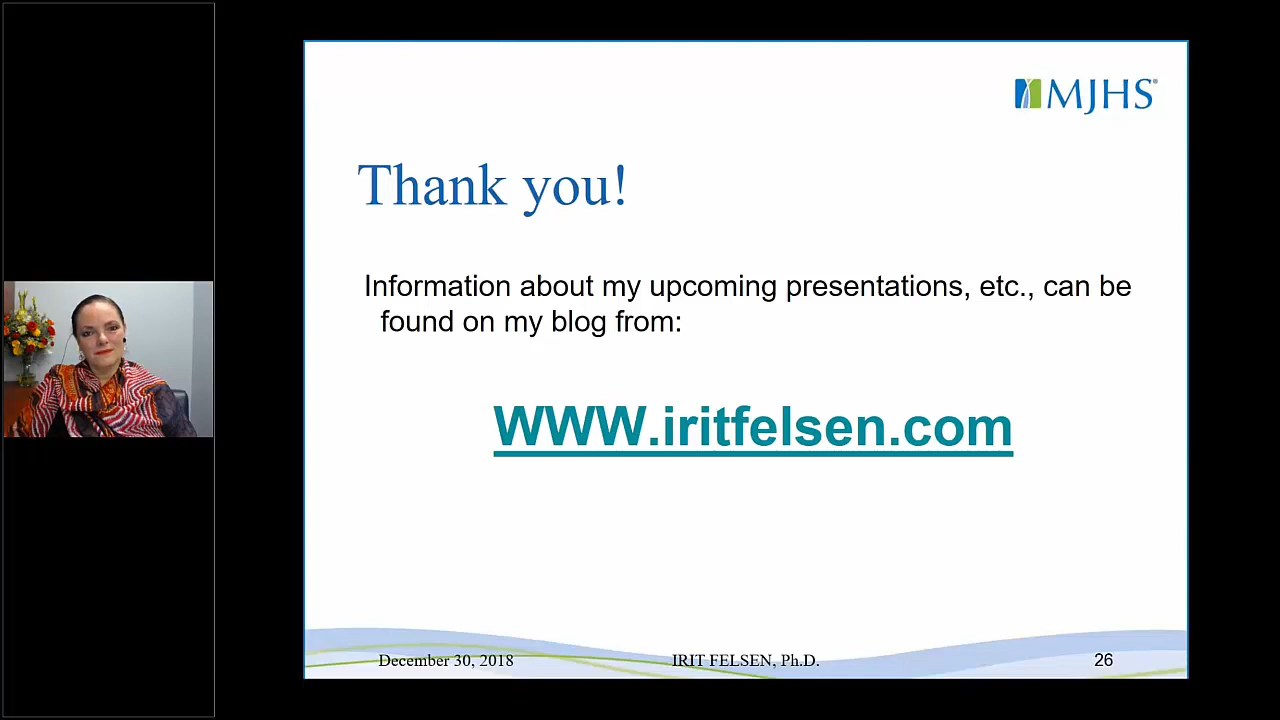 MJHS®
Thank you!
Information about my upcoming presentations, etc., can be
found on my blog from:
WWW.iritfelsen.com
December 30, 2018
IRIT FELSEN, Ph.D.
26